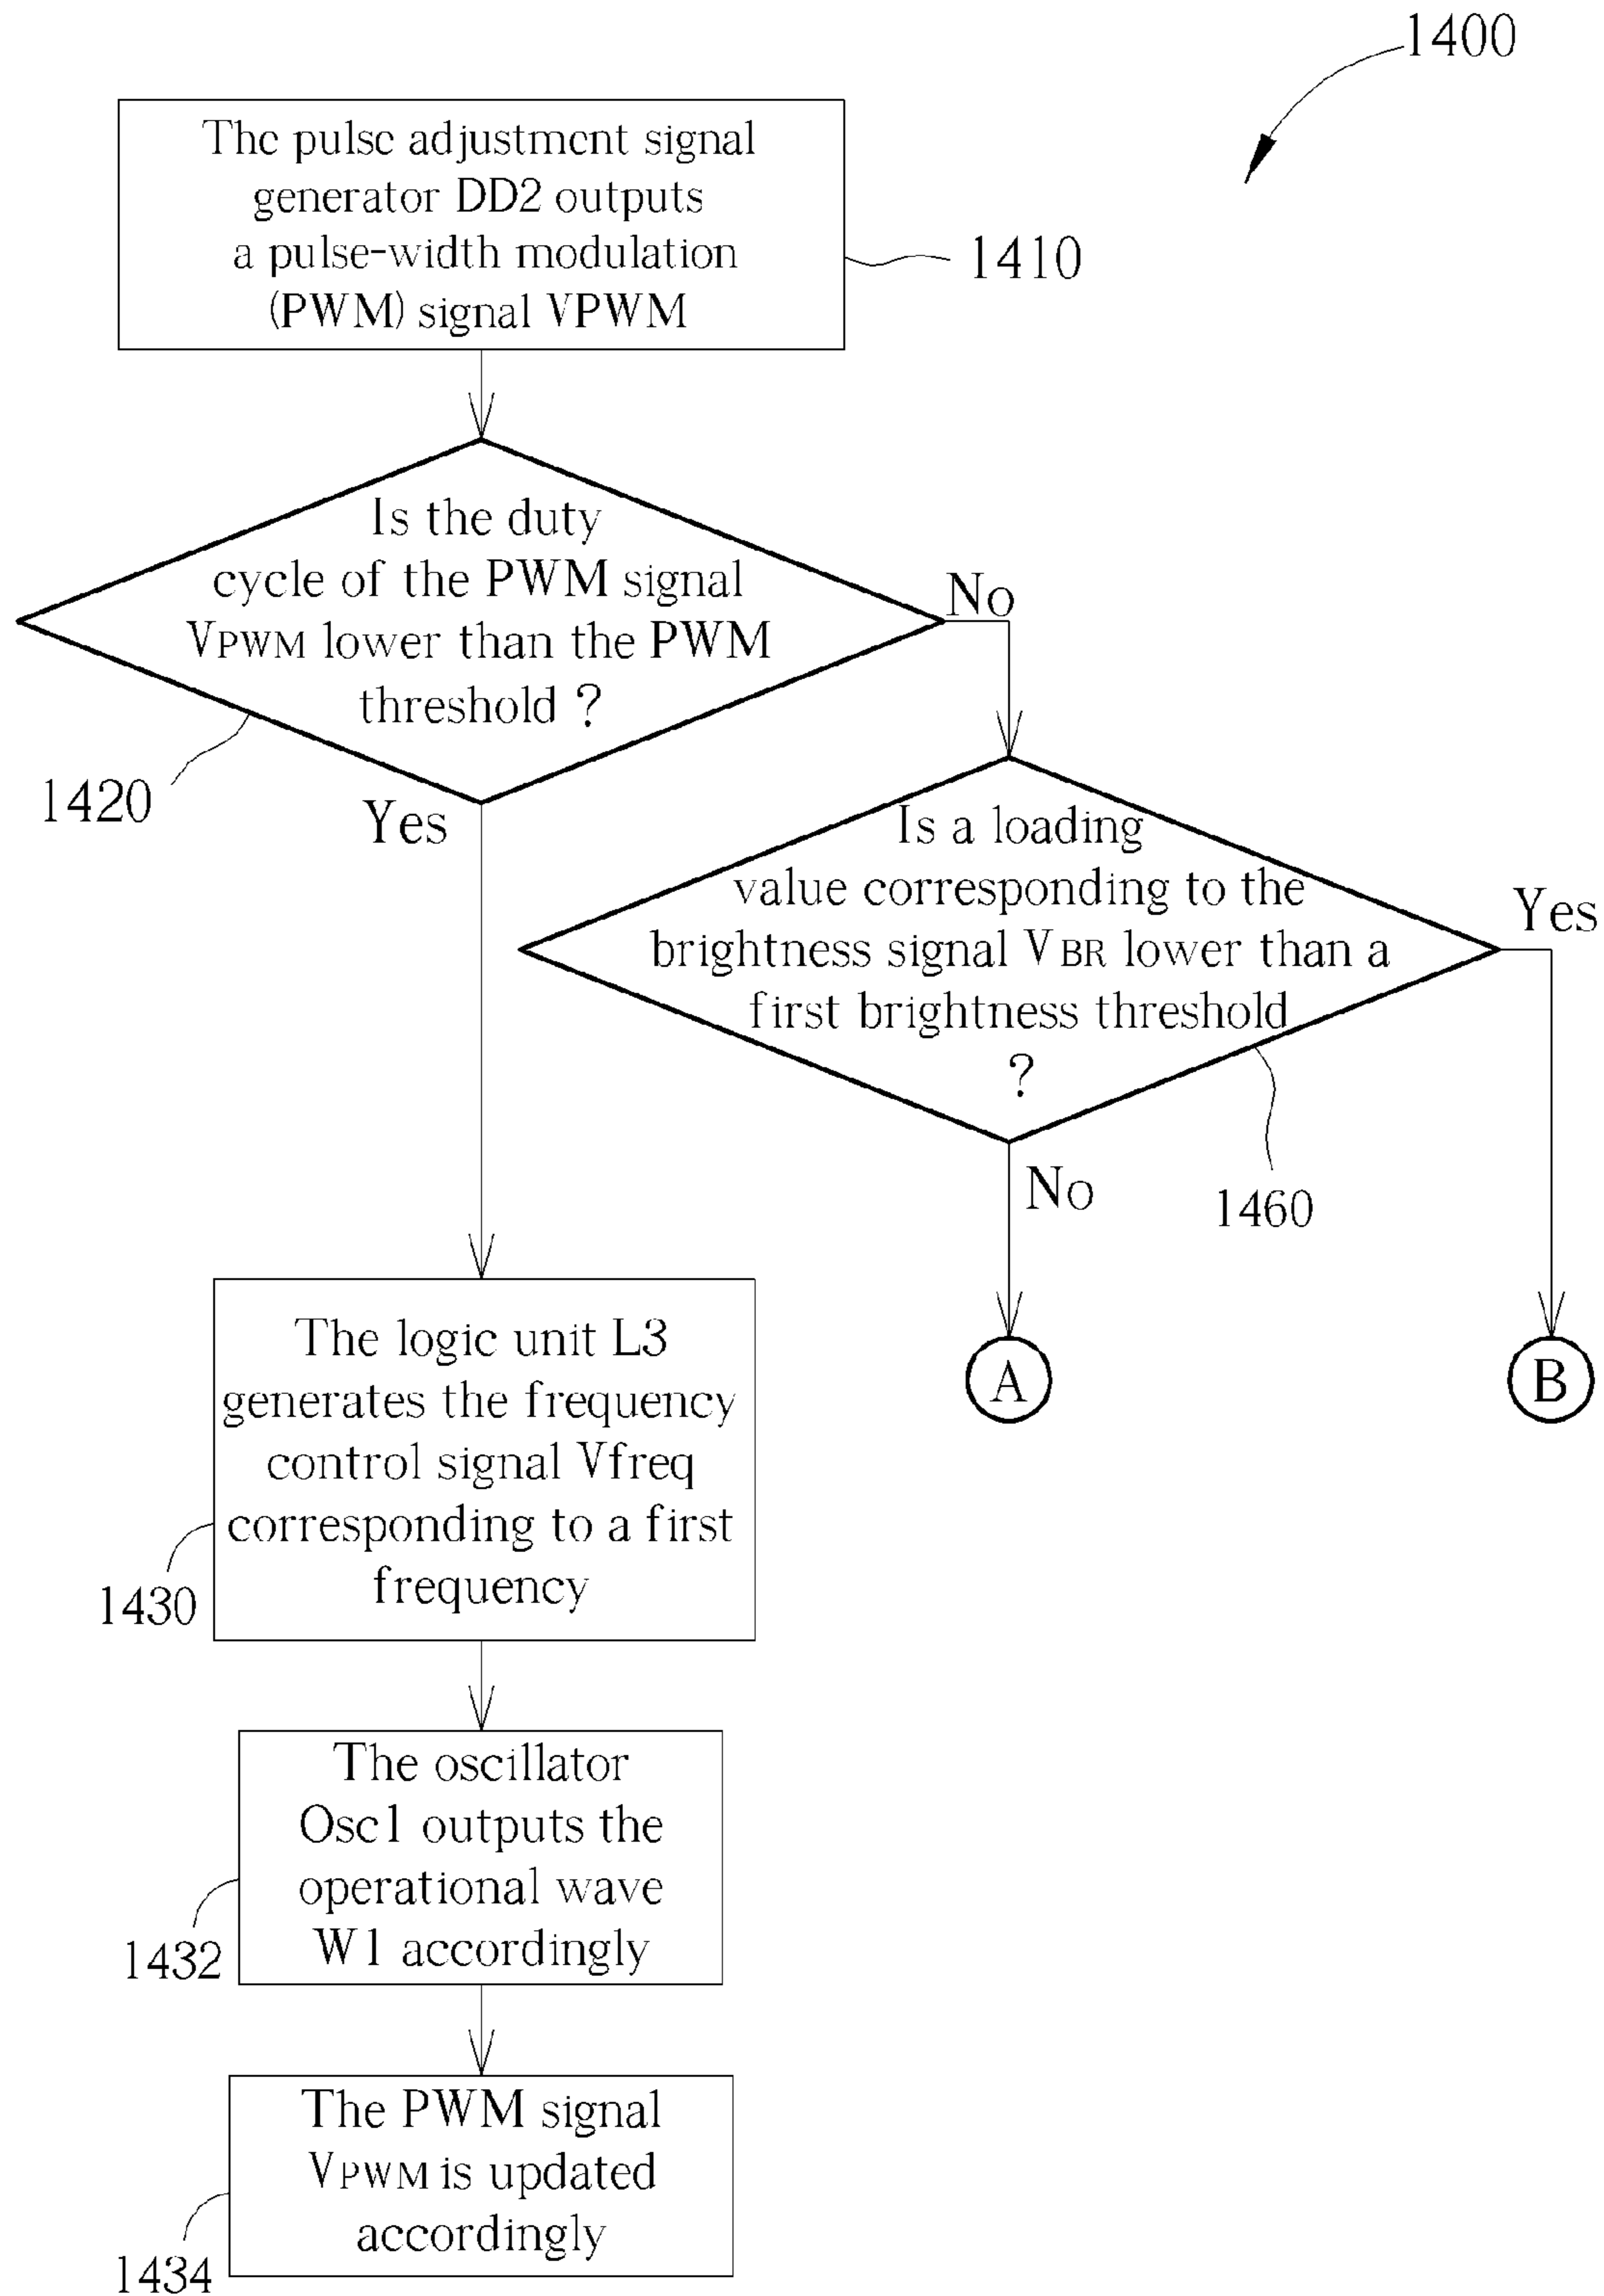 1400
The pulse adjustment signal
generator DD2 outputs
a pulse-width modulation
(PWM) signal VPWM
1410
Is the duty
cycle of the PWM signal
VPWM lower than the PWM
threshold ?
No
1420
Yes
Is a loading
value corresponding to the
brightness signal VBR lower than a
first brightness threshold
?
Yes
No
1460
A
B
The logic unit L3
generates the frequency
control signal Vfreq
corresponding to a first
frequency
1430
The oscillator
Osc1 outputs the
operational wave
W1 accordingly
1432
The PWM signal
VPWM is updated
accordingly
1434